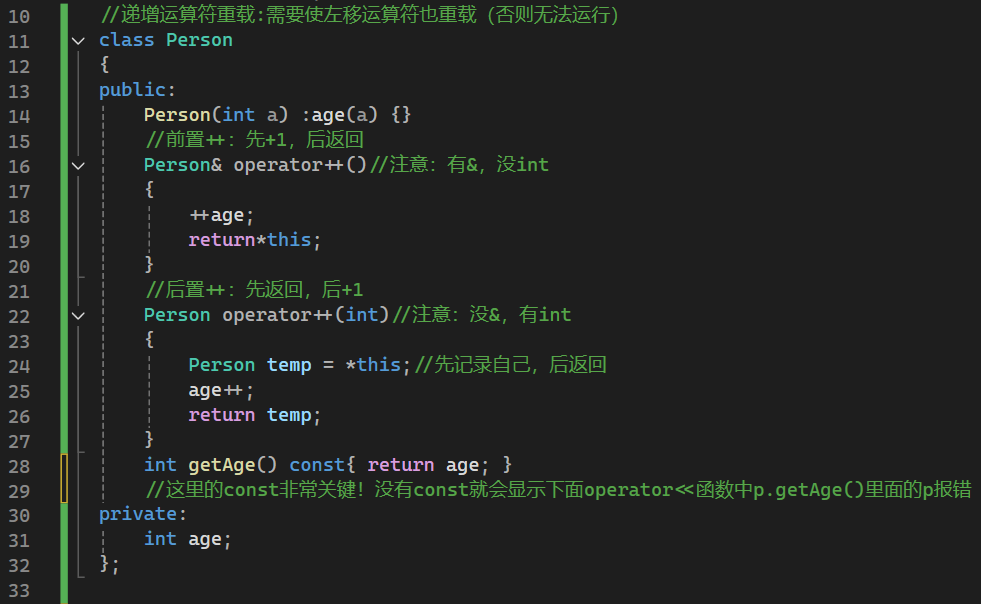 10 //递增运算符重载:需要使左移运算符也重载（否则无法运行）
11 class Person
12 {
13 public:
14 Person(int a) :age(a) {}
15 //前置++：先+1，后返回
16 Person& operator++()//注意：有&，没int
17 {
18 ++age;
19 return*this;
20 }
21 //后置++：先返回，后+1
22 Person operator++(int)//注意：没&，有int
23 {
24 Person temp = *this;//先记录自己，后返回
25 age++;
26 return temp;
27 }
28 int getAge() const{ return age; }
29 //这里的const非常关键！没有const就会显示下面operator<<函数中p.getAge()里面的p报错
30 private:
31 int age;
32 };
33